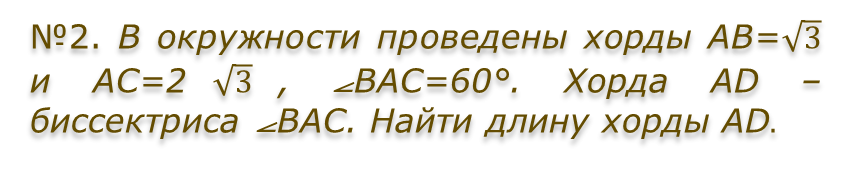 №2. В окружности проведены хорды AB=√3
и AC=2 √3 , ∠BAC=60°. Хорда AD –
биссектриса ∠BAC. Найти длину хорды AD.